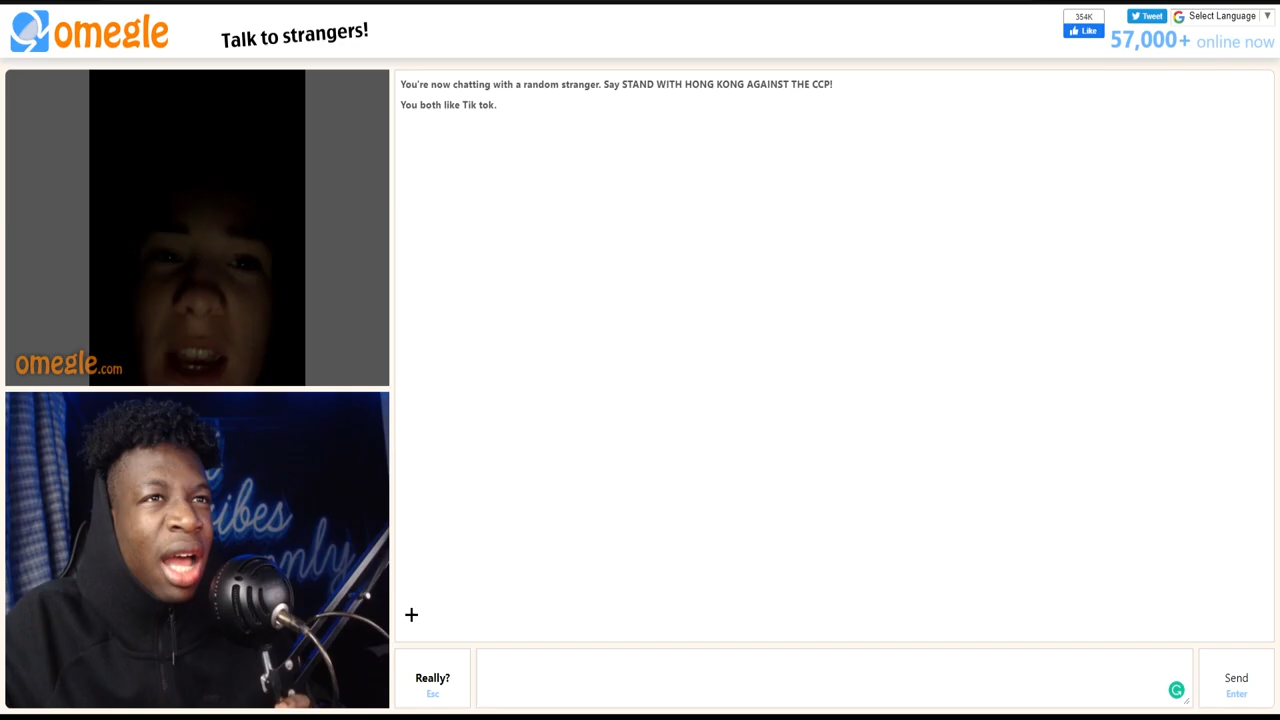 omegle
Talk to strangers!
354K
Like
Tweet
Select Language
57,000+ online now
You're now chatting with a random stranger. Say STAND WITH HONG KONG AGAINST THE CCP!
You both like Tik tok.
omegle.com
ibes
only
Really?
Esc
Send
Enter